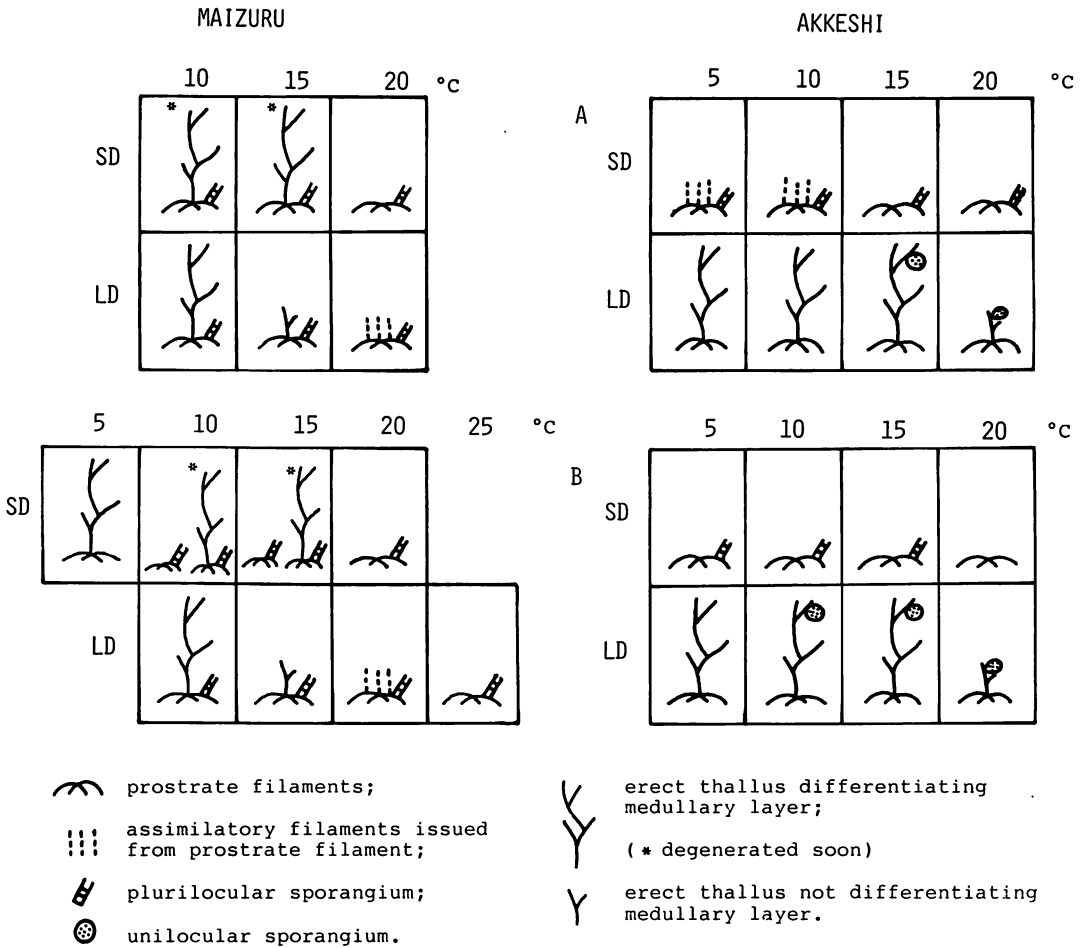 MAIZURU
AKKESHI
10 15 20 °C
5 10 15 20 °C
A
SD
SD
*
*
LD
LD
5 10 15 20 25 °C
5 10 15 20 °C
B
SD
SD
*
*
LD
LD
prostrate filaments;
assimilatory filaments issued
from prostrate filament;
plurilocular sporangium;
unilocular sporangium.
erect thallus differentiating
medullary layer;
(* degenerated soon)
erect thallus not differentiating
medullary layer.